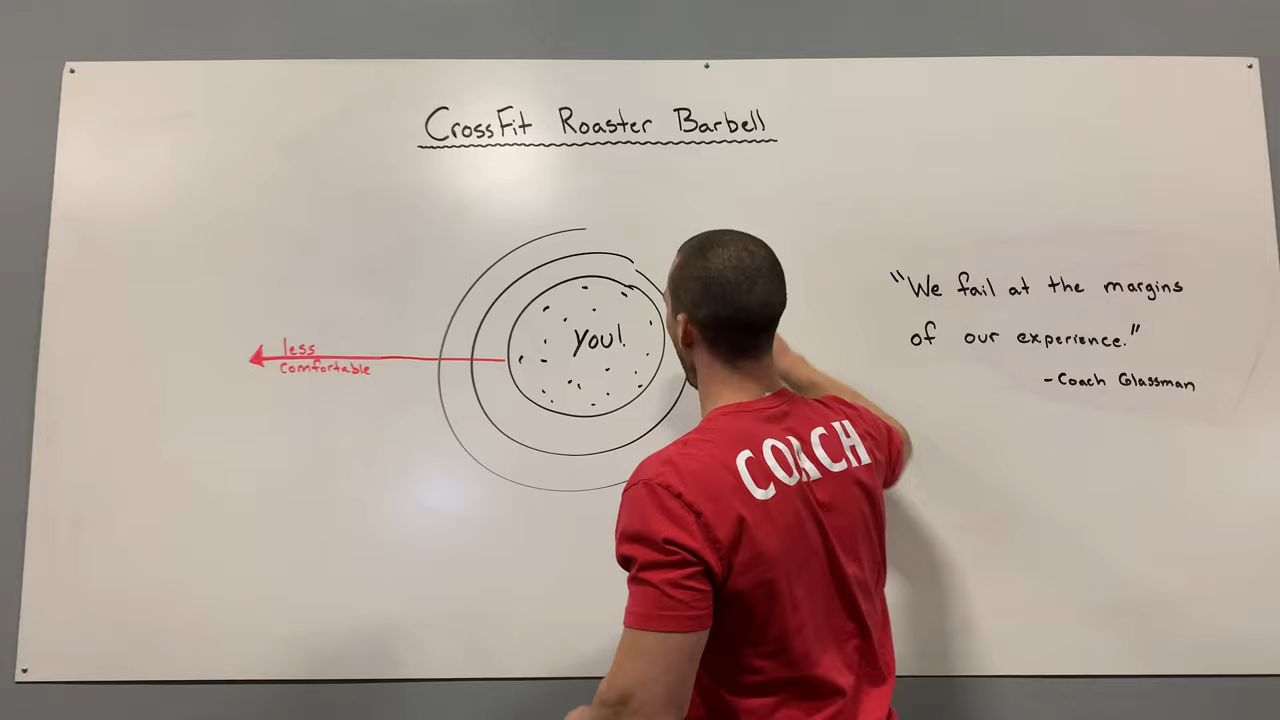 CrossFit Roaster Barbell
you!
less
comfortable
"We fail at the margins
of our experience."
-Coach Glassman
COACH